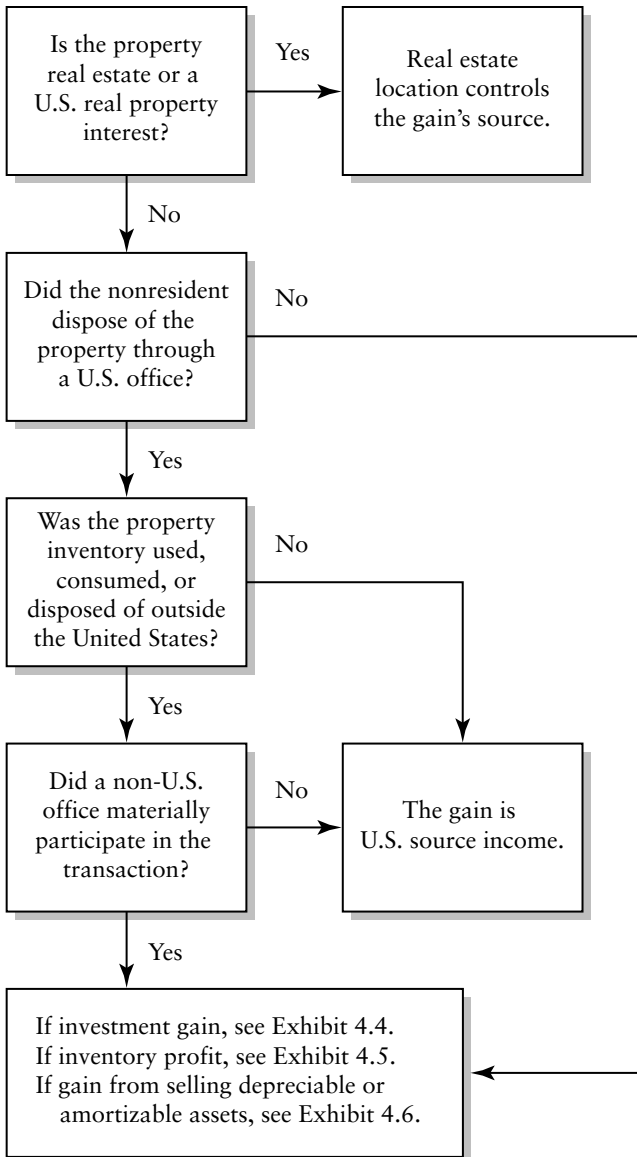 Is the property
real estate or a
U.S. real property
interest?
Yes
Real estate
location controls
the gain’s source.
No
Did the nonresident
dispose of the
property through
a U.S. office?
No
Yes
Was the property
inventory used,
consumed, or
disposed of outside
the United States?
No
Yes
Did a non-U.S.
office materially
participate in the
transaction?
No
The gain is
U.S. source income.
Yes
If investment gain, see Exhibit 4.4.
If inventory profit, see Exhibit 4.5.
If gain from selling depreciable or
amortizable assets, see Exhibit 4.6.